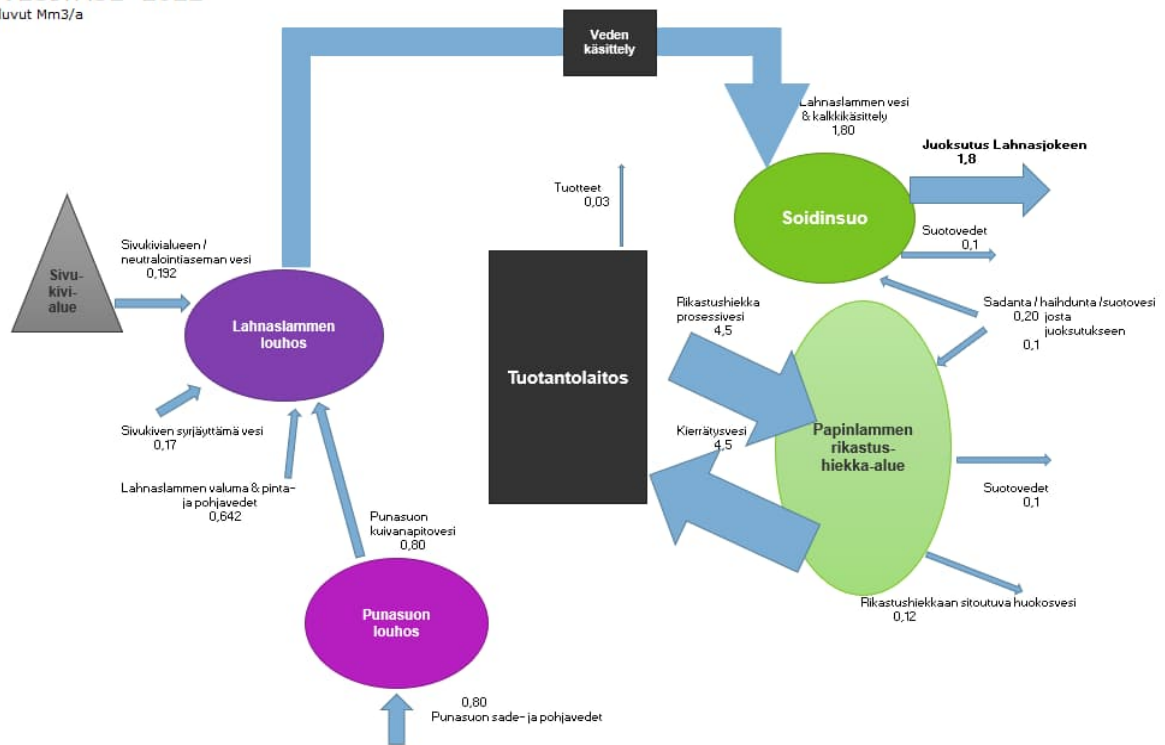 luvut Mm3/a
Veden
käsittely
Lahnaslammen vesi
& kalkkikäsittely
1,80
Juoksutus Lahnasjokeen
1,8
Tuotteet
0,03
Soidinsuo
Suotovedet
0,1
Sivu-
kivi-
alue
Sivukivialueen /
neutralointiaseman vesi
0,192
Lahnaslammen
louhos
Rikastushiekka
prosessivesi
4,5
Sadanta / haihdunta /suotovesi
0,20 josta
juoksutukseen
0,1
Tuotantolaitos
Sivukiven syrjäyttämä vesi
0,17
Kierrätysvesi
4,5
Papinlammen
rikastus-
hiekka-alue
Lahnaslammen valuma & pinta-
ja pohjavedet
0,642
Suotovedet
0,1
Punasuon
kuivanapitovesi
0,80
Rikastushiekkaan sitoutuva huokosvesi
0,12
Punasuon
louhos
0,80
Punasuon sade- ja pohjavedet